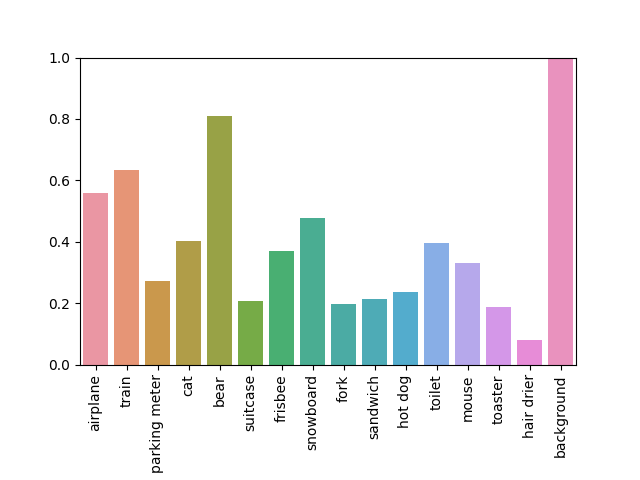 1.0
0.8
0.6
0.4
0.2
0.0
airplane
train
parking meter
cat
bear
suitcase
frisbee
snowboard
fork
sandwich
hot dog
toilet
mouse
toaster
hair drier
background